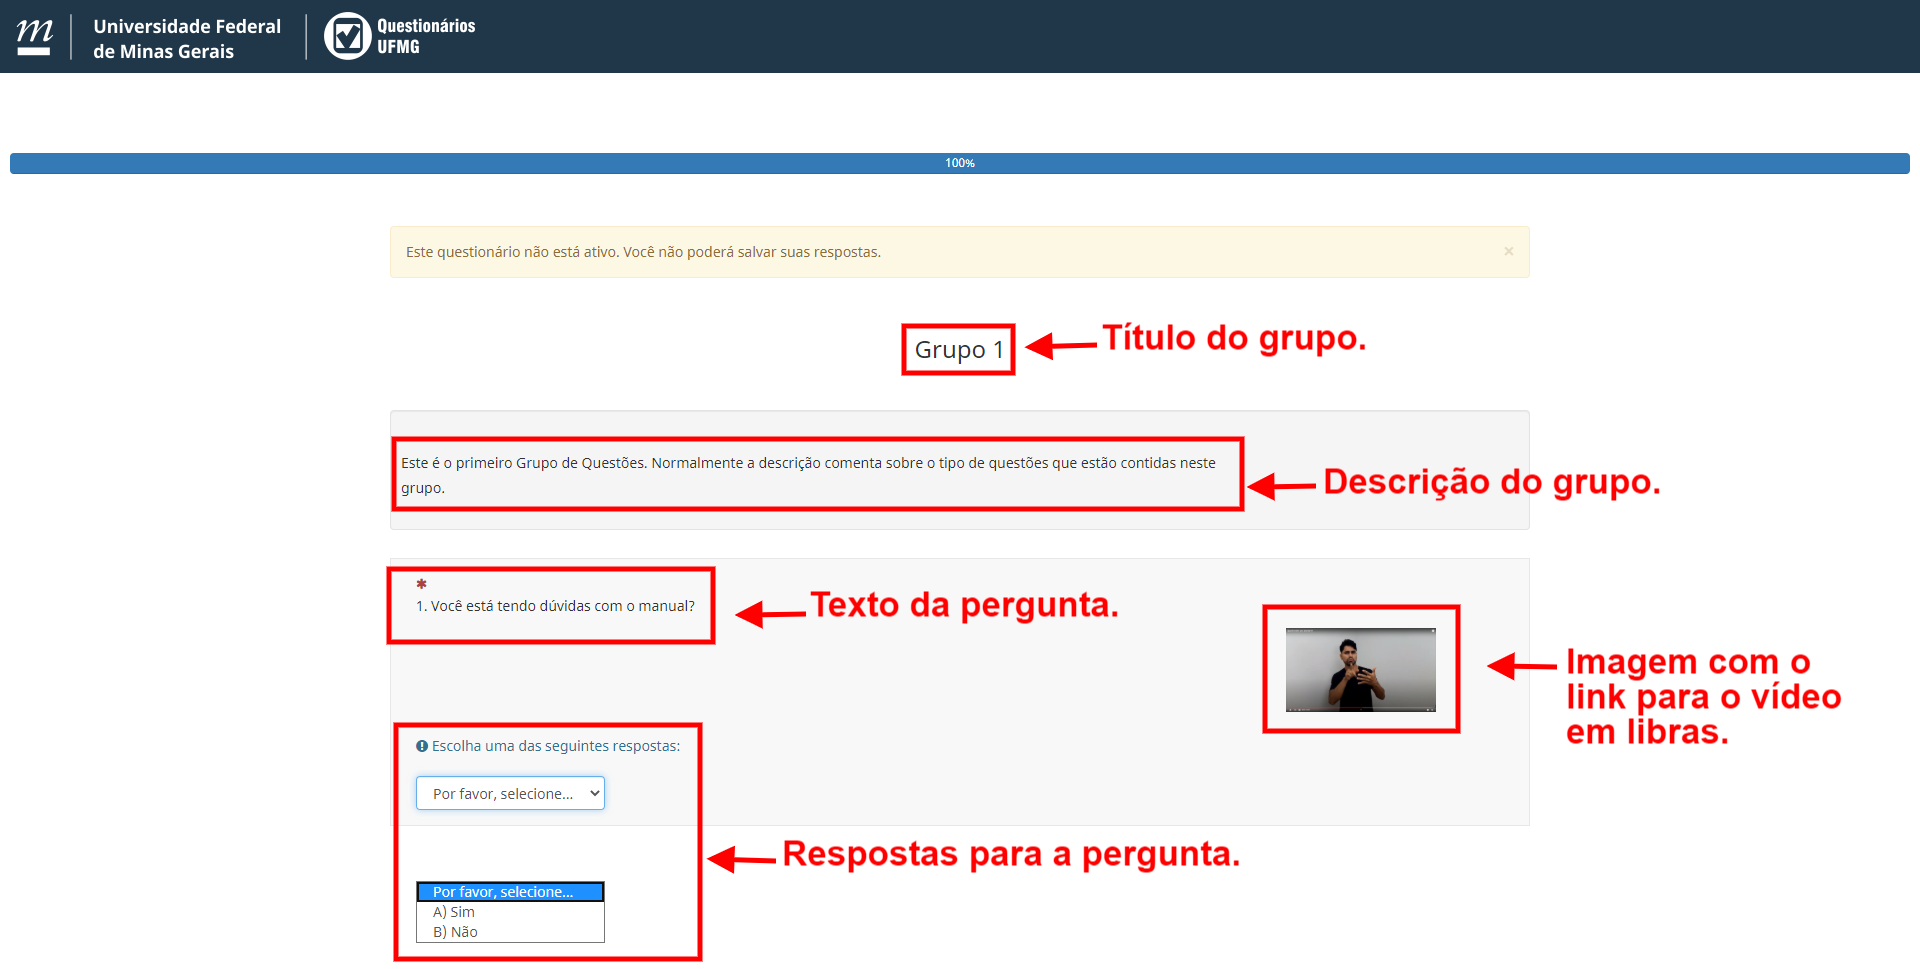 m
Universidade Federal
de Minas Gerais
Questionários
UFMG
100%
Este questionário não está ativo. Você não poderá salvar suas respostas.
×
Grupo 1
Título do grupo.
Este é o primeiro Grupo de Questões. Normalmente a descrição comenta sobre o tipo de questões que estão contidas neste
grupo.
Descrição do grupo.
*
1. Você está tendo dúvidas com o manual?
Texto da pergunta.
Imagem com o
link para o vídeo
em libras.
Escolha uma das seguintes respostas:
Por favor, selecione...
Respostas para a pergunta.
Por favor, selecione...
A) Sim
B) Não